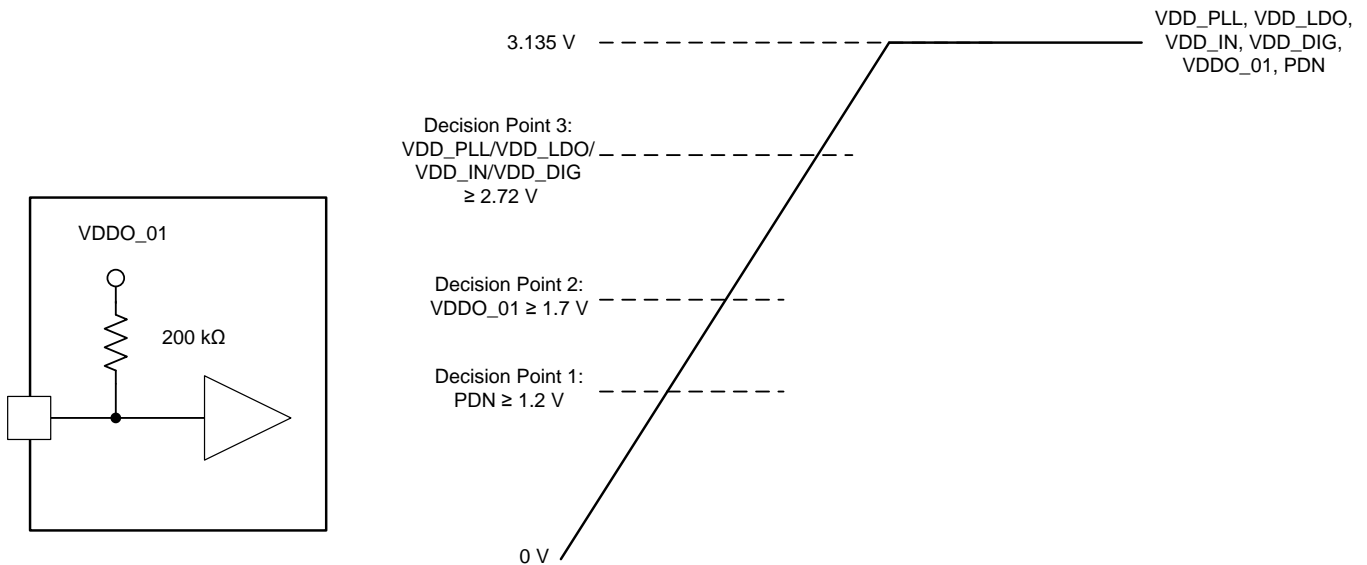 VDD_PLL, VDD_LDO,
VDD_IN, VDD_DIG,
VDDO_01, PDN
3.135 V
Decision Point 3:
VDD_PLL/VDD_LDO/
VDD_IN/VDD_DIG
≥ 2.72 V
VDDO_01
200 kΩ
Decision Point 2:
VDDO_01 ≥ 1.7 V
Decision Point 1:
PDN ≥ 1.2 V
0 V